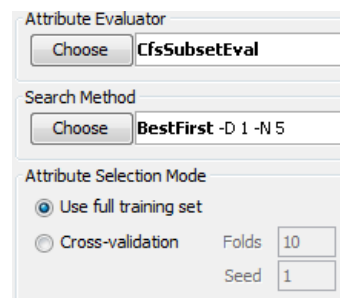 Attribute Evaluator
Choose CfsSubsetEval
Search Method
Choose BestFirst -D 1 -N 5
Attribute Selection Mode
Use full training set
Cross-validation Folds 10
Seed 1